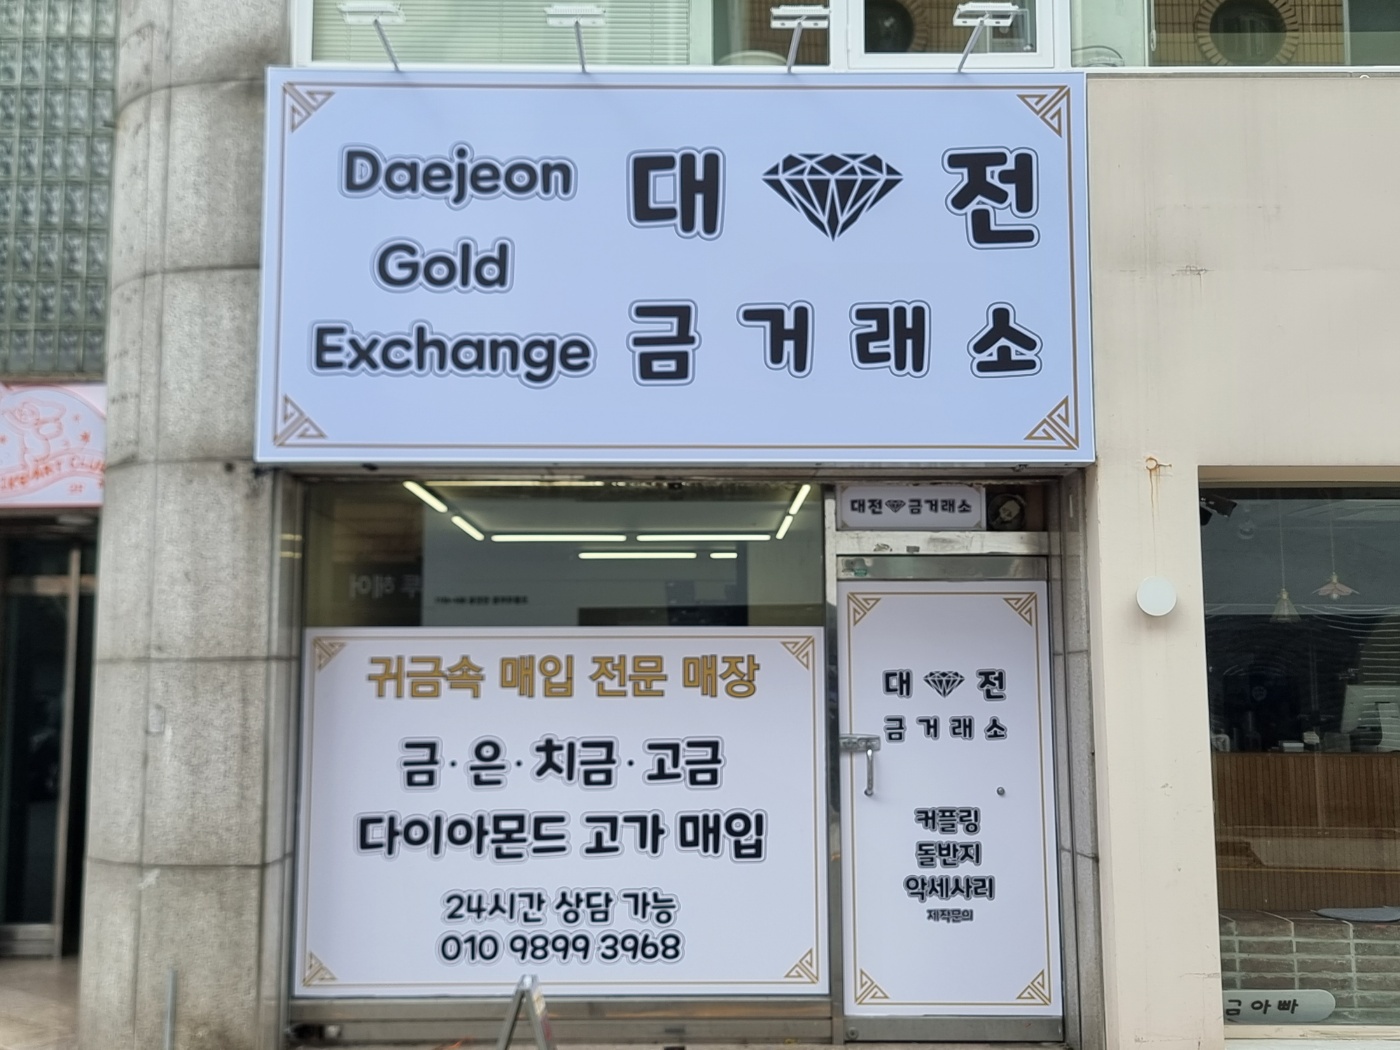 Daejeon
Gold
Exchange
대 전
금 거 래 소
대전 금거래소
귀금속 매입 전문 매장
금·은·치금·고금
다이아몬드 고가 매입
24시간 상담 가능
010 9899 3968
대 전
금 거 래 소
커플링
돌반지
악세사리
제작문의
금아빠